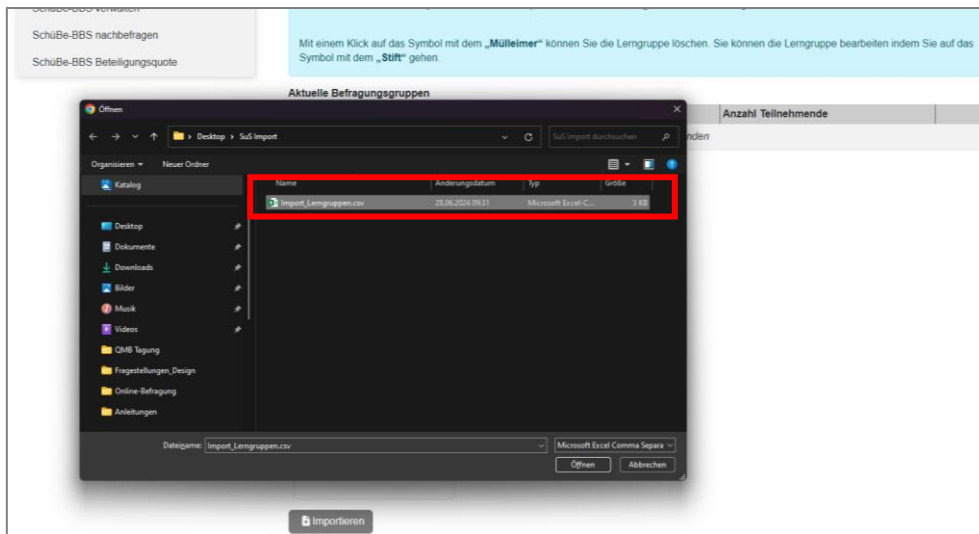 SchüBe-BBS verwalten
SchüBe-BBS nachbefragen
SchüBe-BBS Beteiligungsquote
Mit einem Klick auf das Symbol mit dem „Mülleimer“ können Sie die Lerngruppe löschen. Sie können die Lerngruppe bearbeiten indem Sie auf das
Symbol mit dem „Stift“ gehen.
Aktuelle Befragungsgruppen
Anzahl Teilnehmende
nden
Öffnen
Desktop › SuS Import
SuS Import durchsuchen
Organisieren
Neuer Ordner
Katalog
Name
Änderungsdatum
Typ
Größe
Import_Lerngruppen.csv
28.06.2024 09:31
Microsoft Excel-C...
3 KB
Desktop
Dokumente
Downloads
Bilder
Musik
Videos
QMB Tagung
Fragestellungen_Design
Online-Befragung
Anleitungen
Dateiname:
Import_Lerngruppen.csv
Microsoft Excel Comma Separa
Öffnen
Abbrechen
Importieren